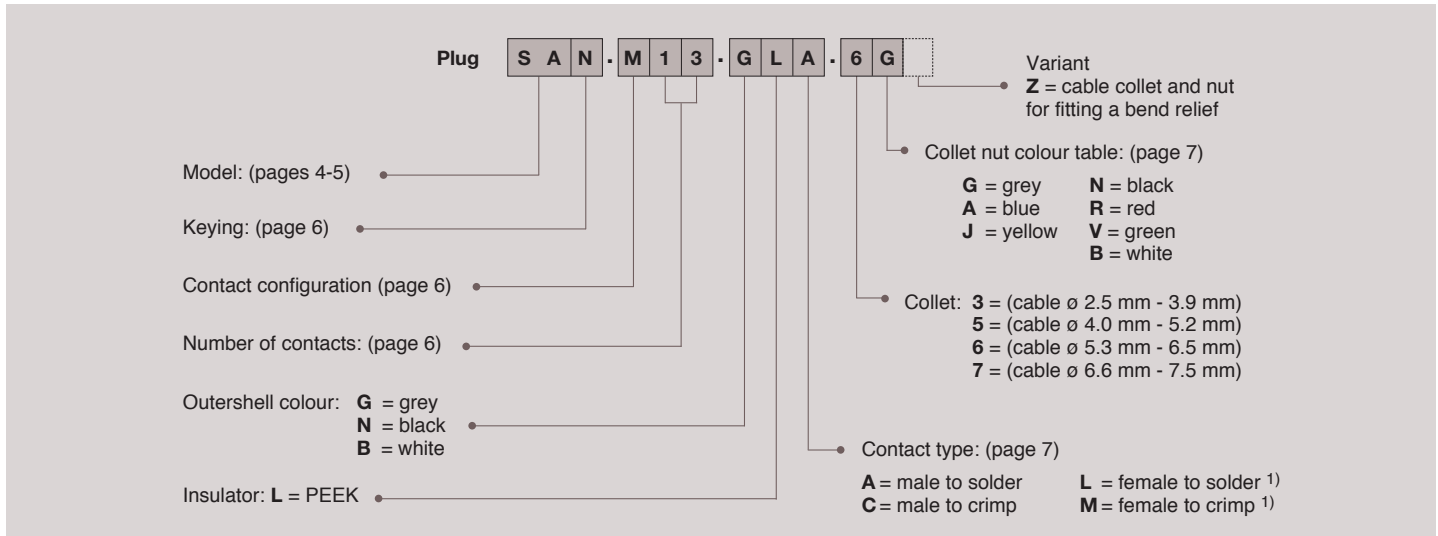 Plug SAN.M13.GLA.6G
Variant
Z = cable collet and nut
for fitting a bend relief
Model: (pages 4-5)
Collet nut colour table: (page 7)
G = grey N = black
A = blue R = red
J = yellow V = green
B = white
Keying: (page 6)
Contact configuration (page 6)
Collet: 3 = (cable ø 2.5 mm - 3.9 mm)
5 = (cable ø 4.0 mm - 5.2 mm)
6 = (cable ø 5.3 mm - 6.5 mm)
7 = (cable ø 6.6 mm - 7.5 mm)
Number of contacts: (page 6)
Outershell colour: G = grey
N = black
B = white
Contact type: (page 7)
A = male to solder L = female to solder 1)
C = male to crimp M = female to crimp 1)
Insulator: L = PEEK